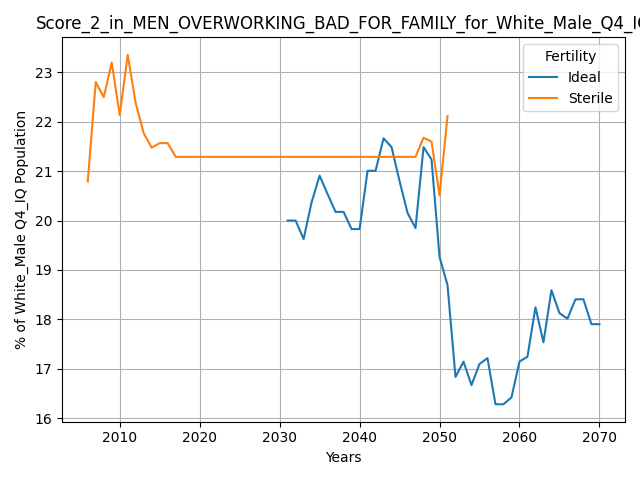 Score_2_in_MEN_OVERWORKING_BAD_FOR_FAMILY_for_White_Male_Q4_IQ
% of White_Male Q4_IQ Population
23
22
21
20
19
18
17
16
Fertility
Ideal
Sterile
2010 2020 2030 2040 2050 2060 2070
Years